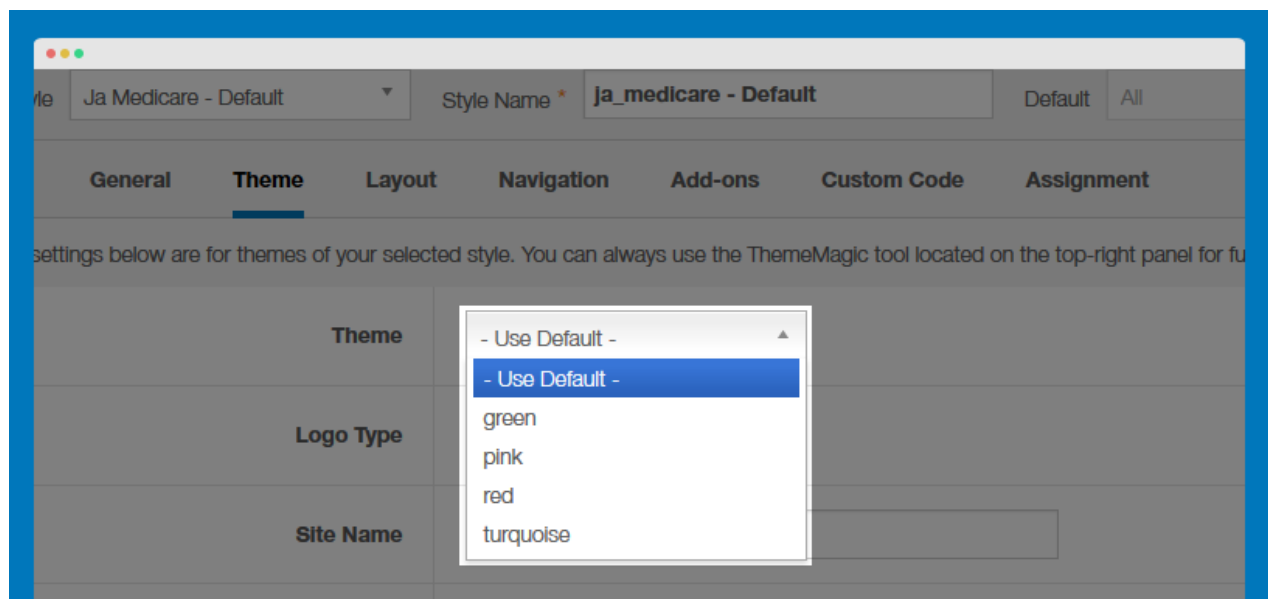 yle Ja Medicare - Default Style Name * ja_medicare - Default Default All
General Theme Layout Navigation Add-ons Custom Code Assignment
settings below are for themes of your selected style. You can always use the ThemeMagic tool located on the top-right panel for fu
Theme - Use Default -
- Use Default -
green
Logo Type
pink
red
Site Name turquoise